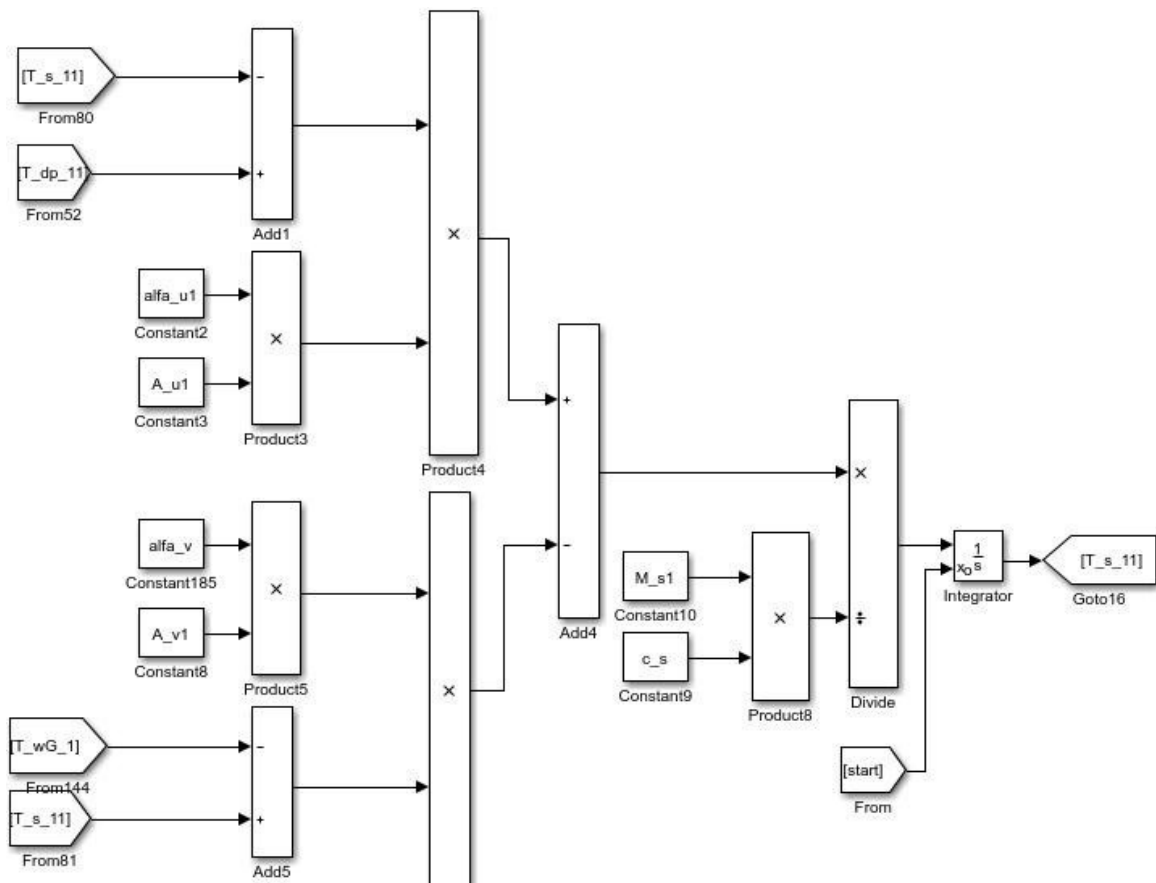 [T_s_11]
−
From80
[T_dp_11]
+
From52
Add1
×
Product4
alfa_u1
Constant2
×
A_u1
Constant3
Product3
+
−
Add4
alfa_v
Constant185
×
A_v1
Constant8
Product5
×
[T_wG_1]
−
From144
[T_s_11]
+
From81
Add5
M_s1
Constant10
×
c_s
Constant9
Product8
×
÷
Divide
1
xo s
Integrator
[T_s_11]
Goto16
[start]
From